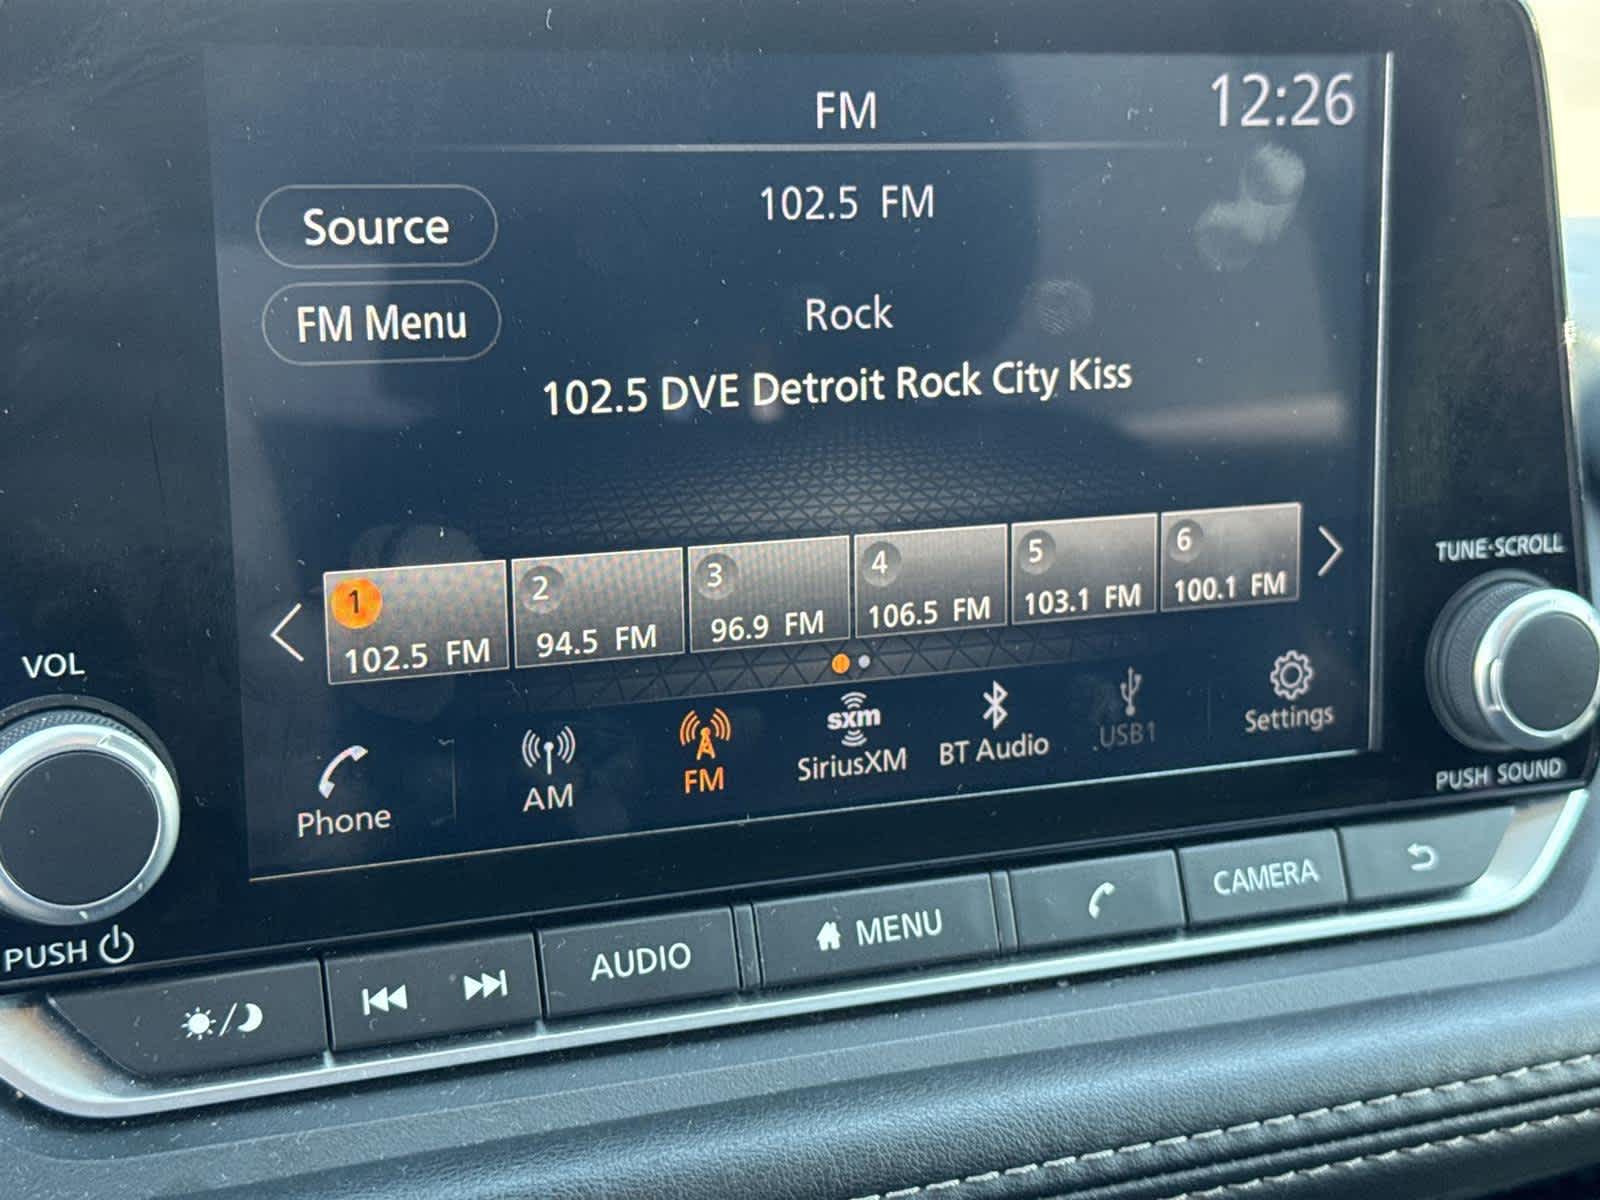 FM
12:26
Source
102.5 FM
FM Menu
Rock
102.5 DVE Detroit Rock City Kiss
1
102.5 FM
2
94.5 FM
3
96.9 FM
4
106.5 FM
5
103.1 FM
6
100.1 FM
TUNE·SCROLL
VOL
Phone
AM
FM
sxm
SiriusXM
BT Audio
USB1
Settings
PUSH SOUND
PUSH
AUDIO
MENU
CAMERA